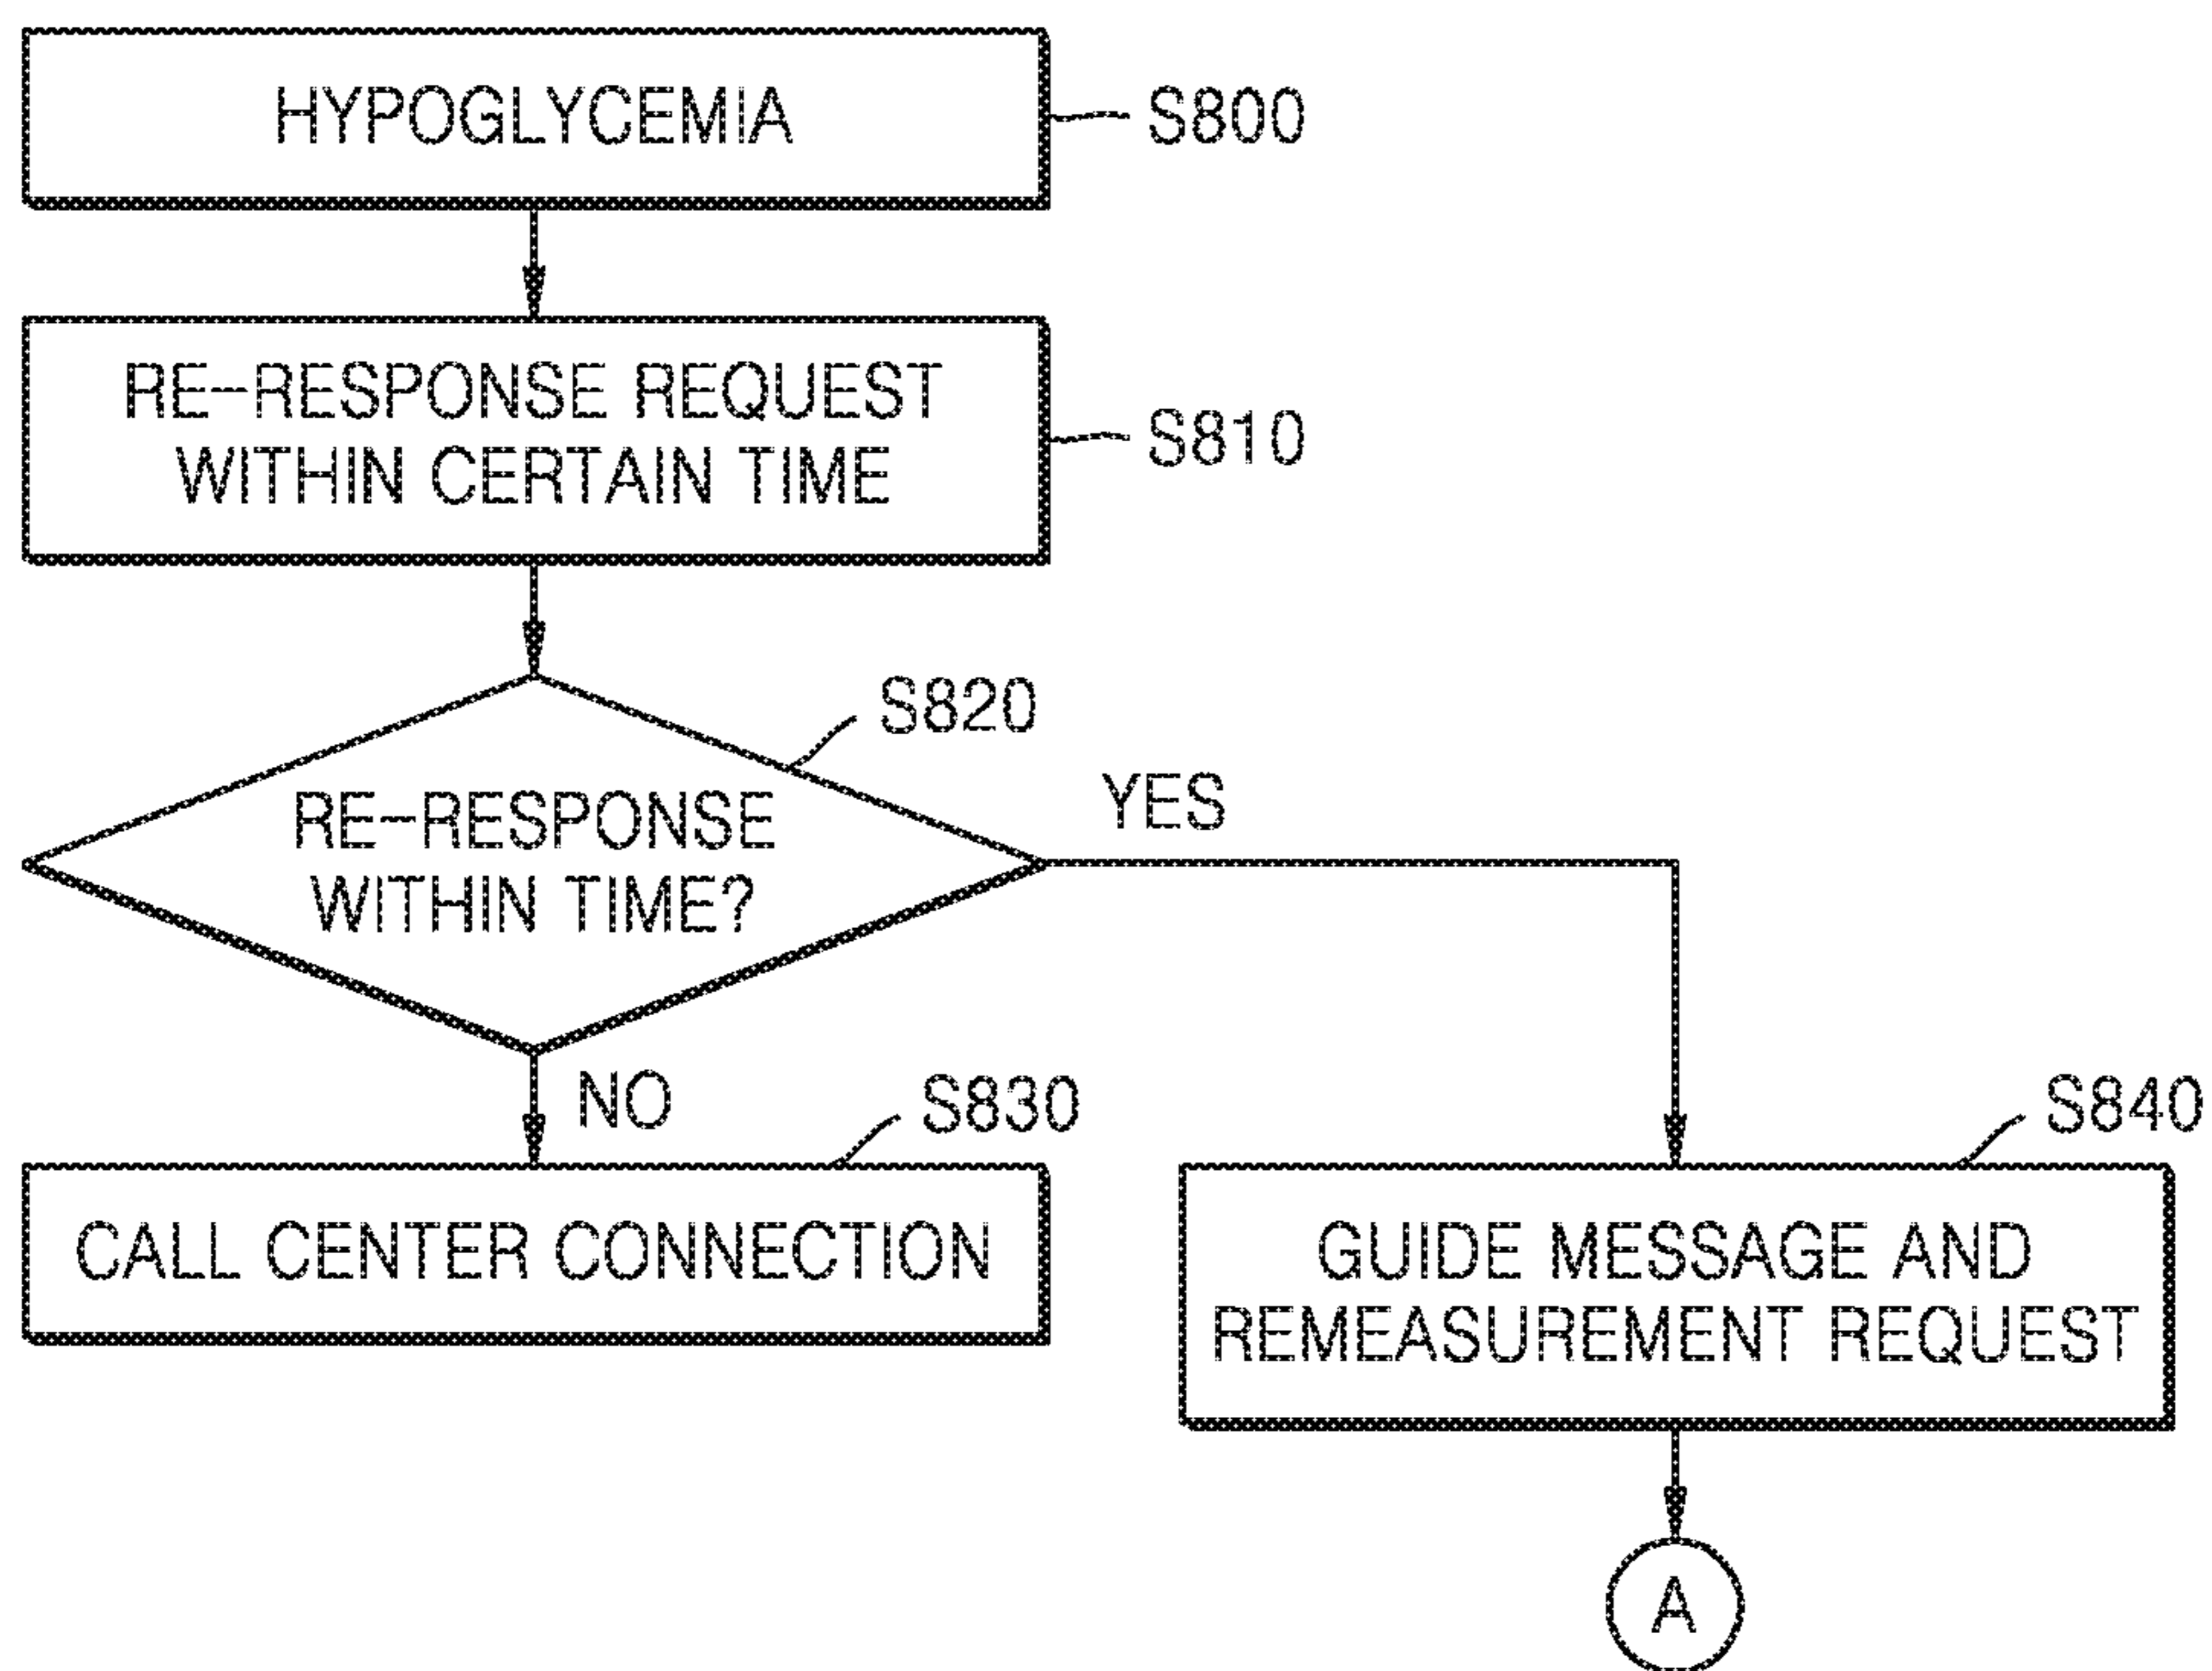 HYPOGLYCEMIA
S800
RE-RESPONSE REQUEST
WITHIN CERTAIN TIME
S810
S820
RE-RESPONSE
WITHIN TIME?
YES
NO
S830
CALL CENTER CONNECTION
S840
GUIDE MESSAGE AND
REMEASUREMENT REQUEST
A